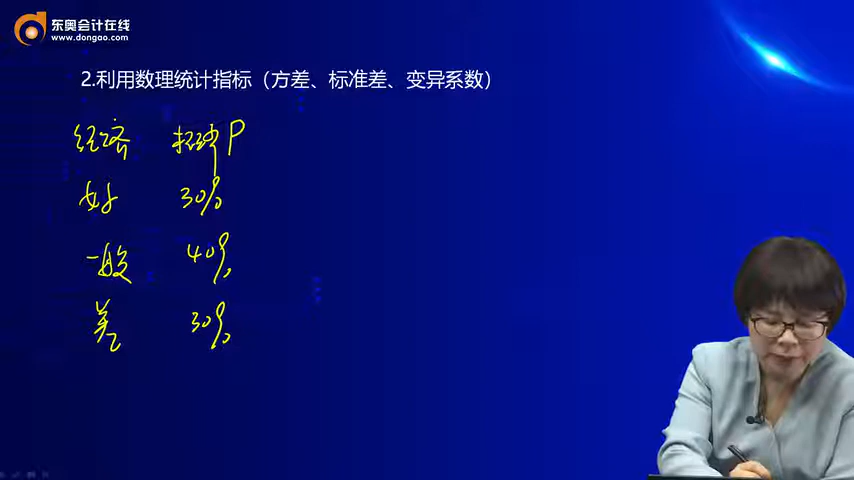 东奥会计在线
www.dongao.com
2.利用数理统计指标（方差、标准差、变异系数）
经济 概率P
好 30%
一般 40%
差 30%